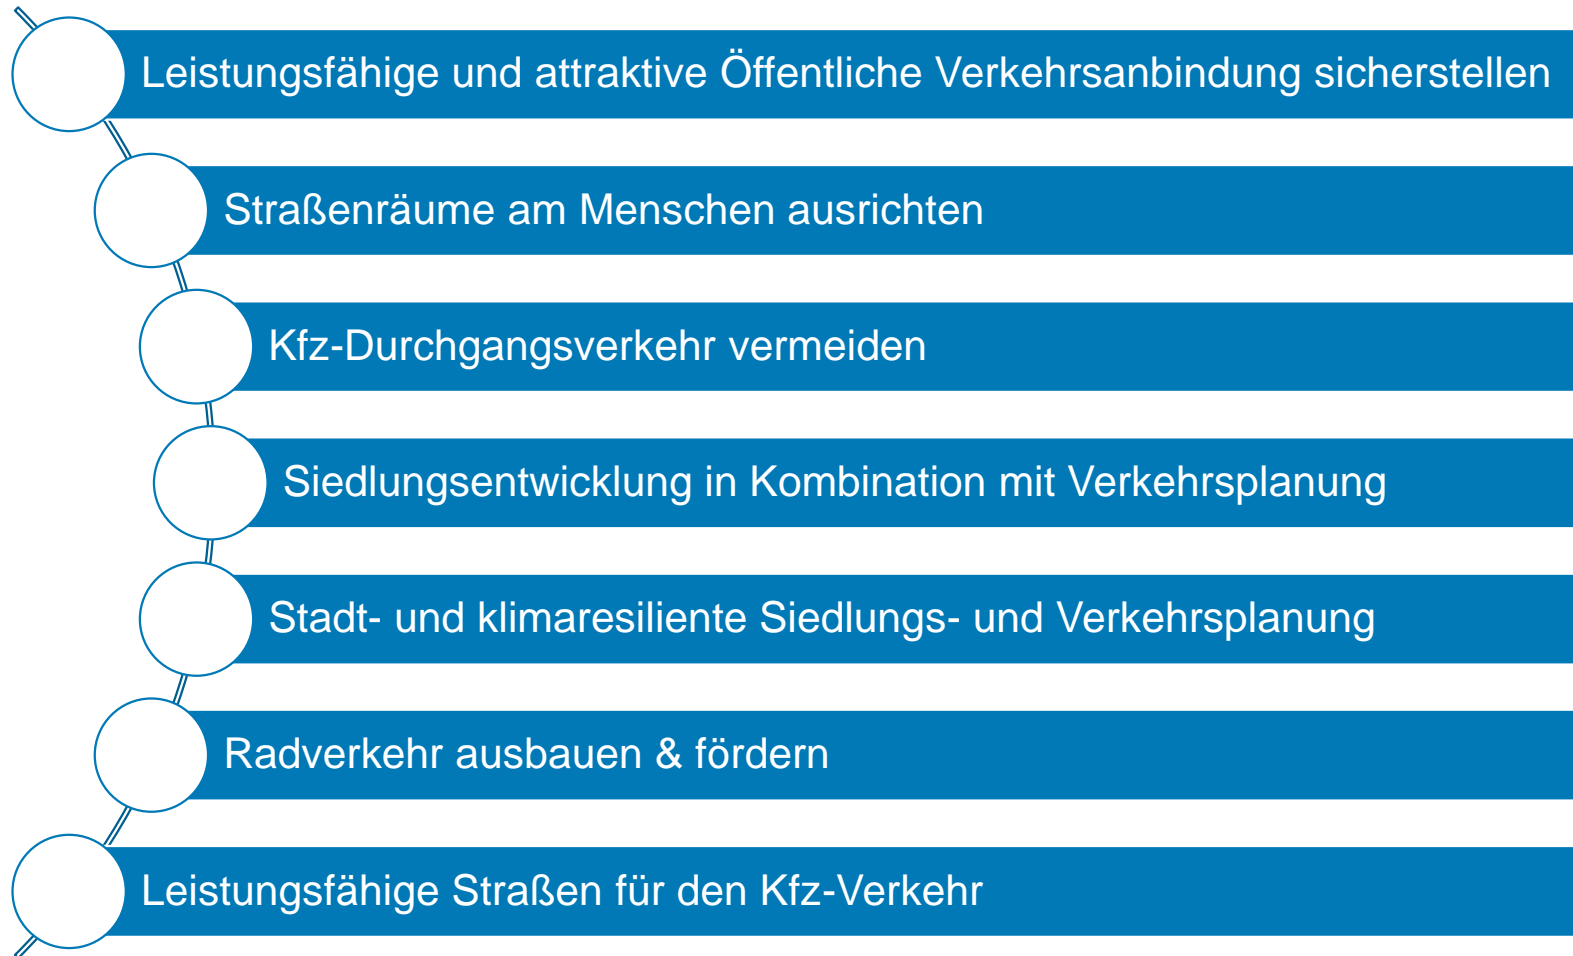 Leistungsfähige und attraktive Öffentliche Verkehrsanbindung sicherstellen
Straßenräume am Menschen ausrichten
Kfz-Durchgangsverkehr vermeiden
Siedlungsentwicklung in Kombination mit Verkehrsplanung
Stadt- und klimaresiliente Siedlungs- und Verkehrsplanung
Radverkehr ausbauen & fördern
Leistungsfähige Straßen für den Kfz-Verkehr